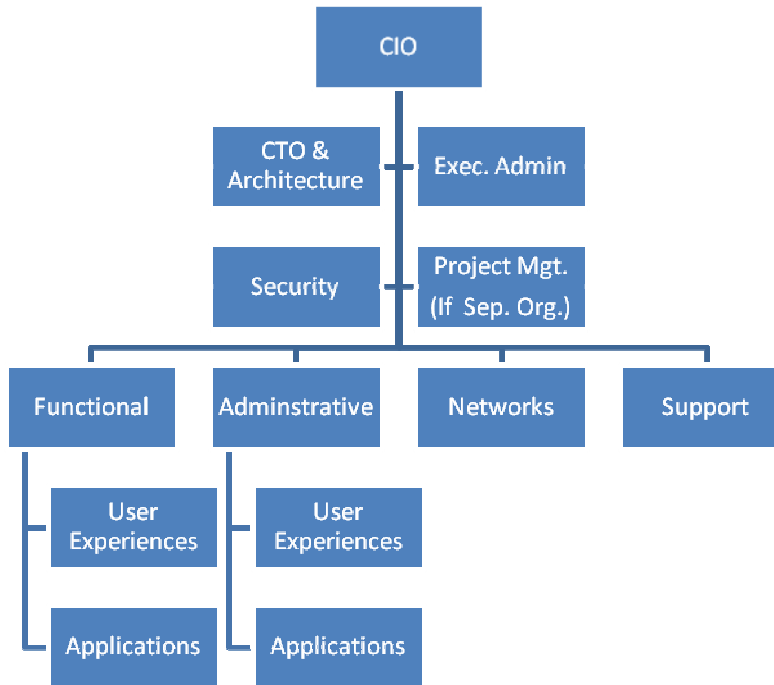 CIO
CTO &
Architecture
Exec. Admin
Security
Project Mgt.
(If Sep. Org.)
Functional
Adminstrative
Networks
Support
User
Experiences
User
Experiences
Applications
Applications